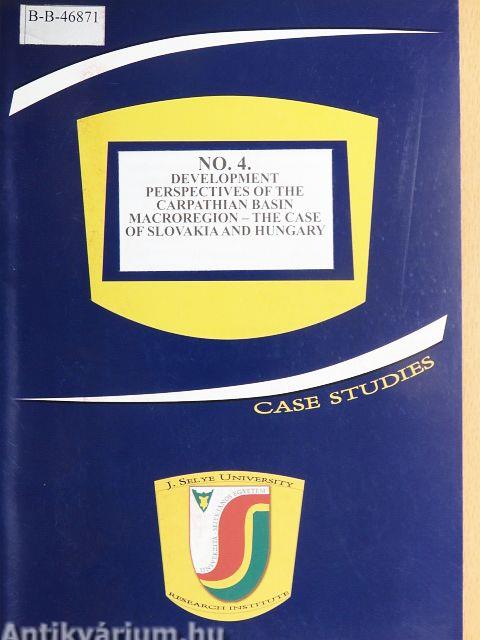 B-B-46871
NO. 4.
DEVELOPMENT
PERSPECTIVES OF THE
CARPATHIAN BASIN
MACROREGION – THE CASE
OF SLOVAKIA AND HUNGARY
CASE STUDIES
J. SELYE UNIVERSITY
RESEARCH INSTITUTE
Antikvárium.hu